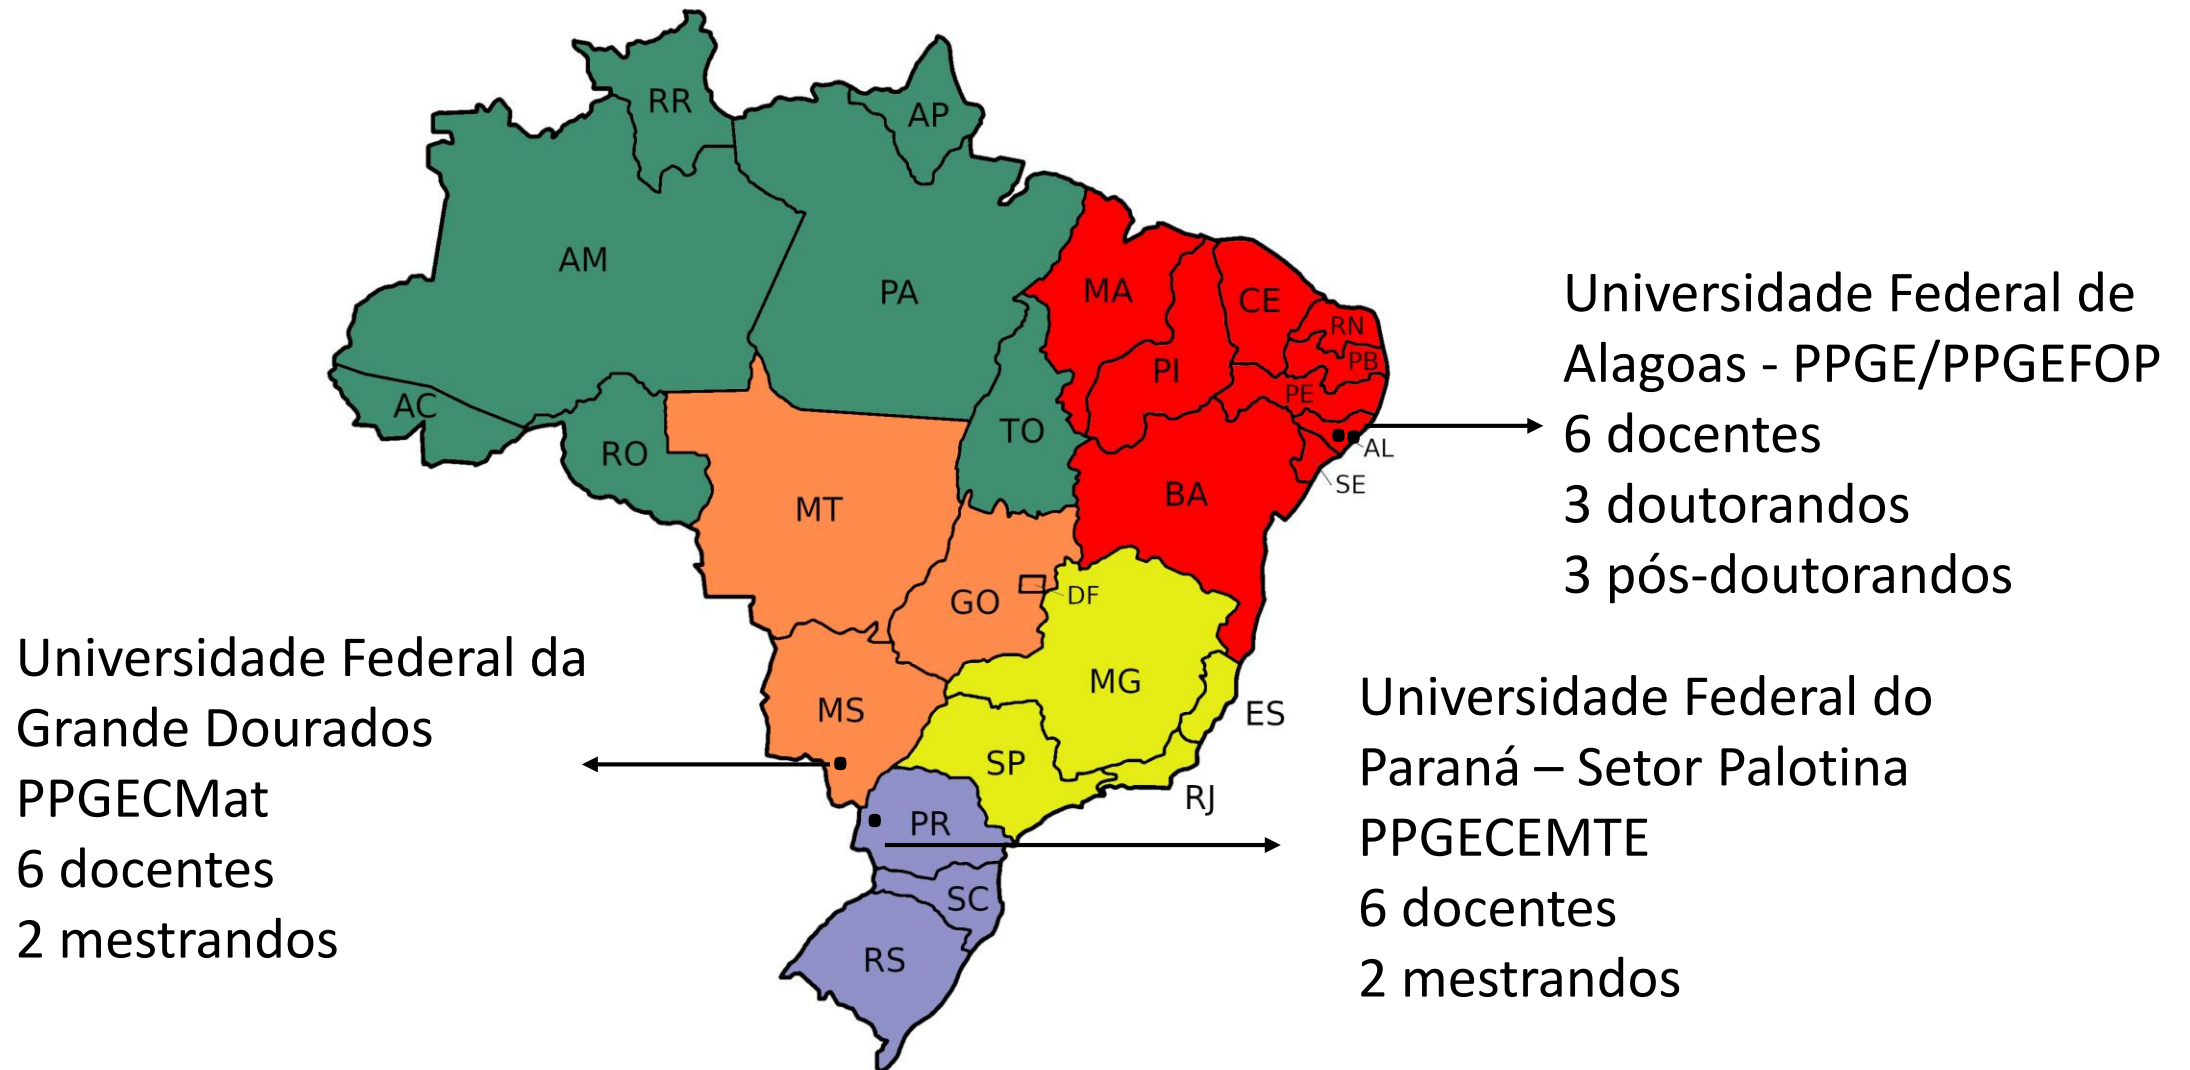 RR
AP
AM
PA
MA
CE
RN
PB
PI
PE
AC
TO
RO
AL
SE
BA
MT
GO
DF
MG
MS
ES
SP
RJ
PR
SC
RS
Universidade Federal de
Alagoas - PPGE/PPGEFOP
6 docentes
3 doutorandos
3 pós-doutorandos
Universidade Federal da
Grande Dourados
PPGECMat
6 docentes
2 mestrandos
Universidade Federal do
Paraná – Setor Palotina
PPGECEMTE
6 docentes
2 mestrandos